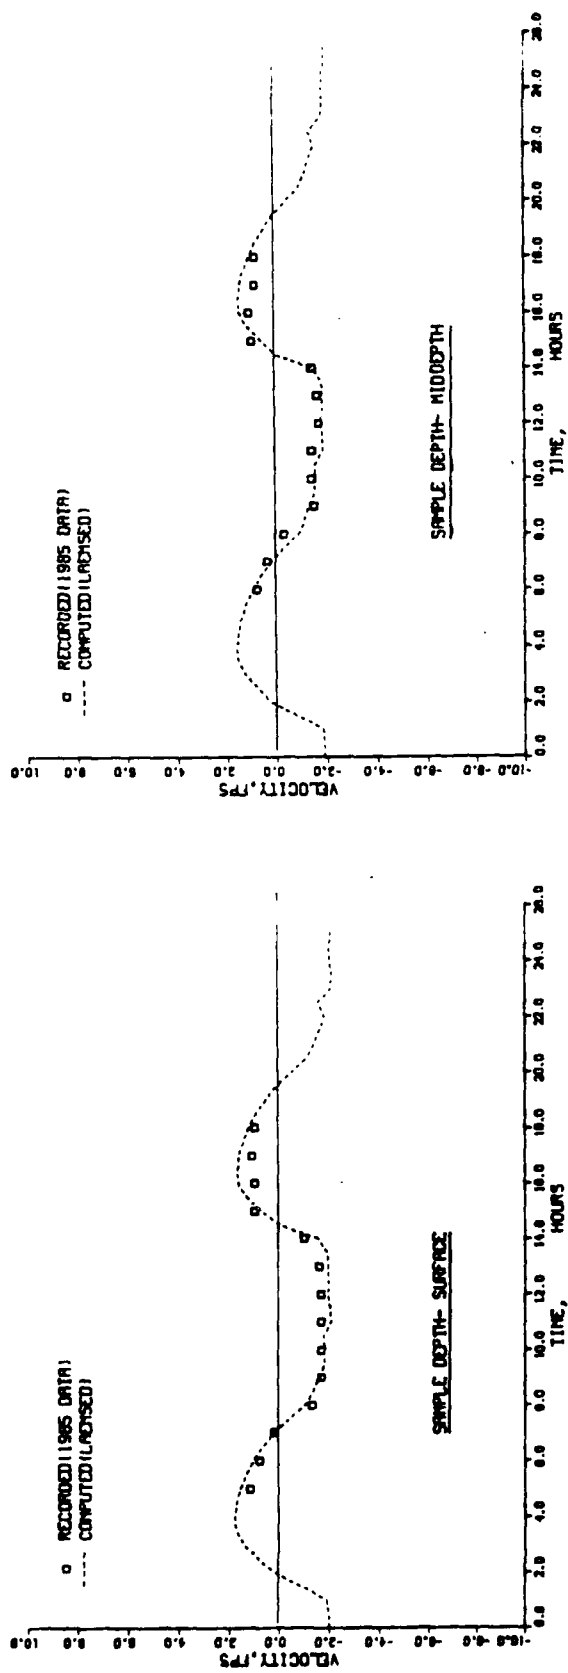 RECORDED(1985 DATA)
COMPUTED(LAEMSED)
VELOCITY,FPS
10.0
8.0
6.0
4.0
2.0
0.0
-2.0
-4.0
-6.0
-8.0
-10.0
0.0 2.0 4.0 6.0 8.0 10.0 12.0 14.0 16.0 18.0 20.0 22.0 24.0 26.0
TIME, HOURS
SAMPLE DEPTH- SURFACE
RECORDED(1985 DATA)
COMPUTED(LAEMSED)
VELOCITY,FPS
10.0
8.0
6.0
4.0
2.0
0.0
-2.0
-4.0
-6.0
-8.0
-10.0
0.0 2.0 4.0 6.0 8.0 10.0 12.0 14.0 16.0 18.0 20.0 22.0 24.0 26.0
TIME, HOURS
SAMPLE DEPTH- MIDDEPTH